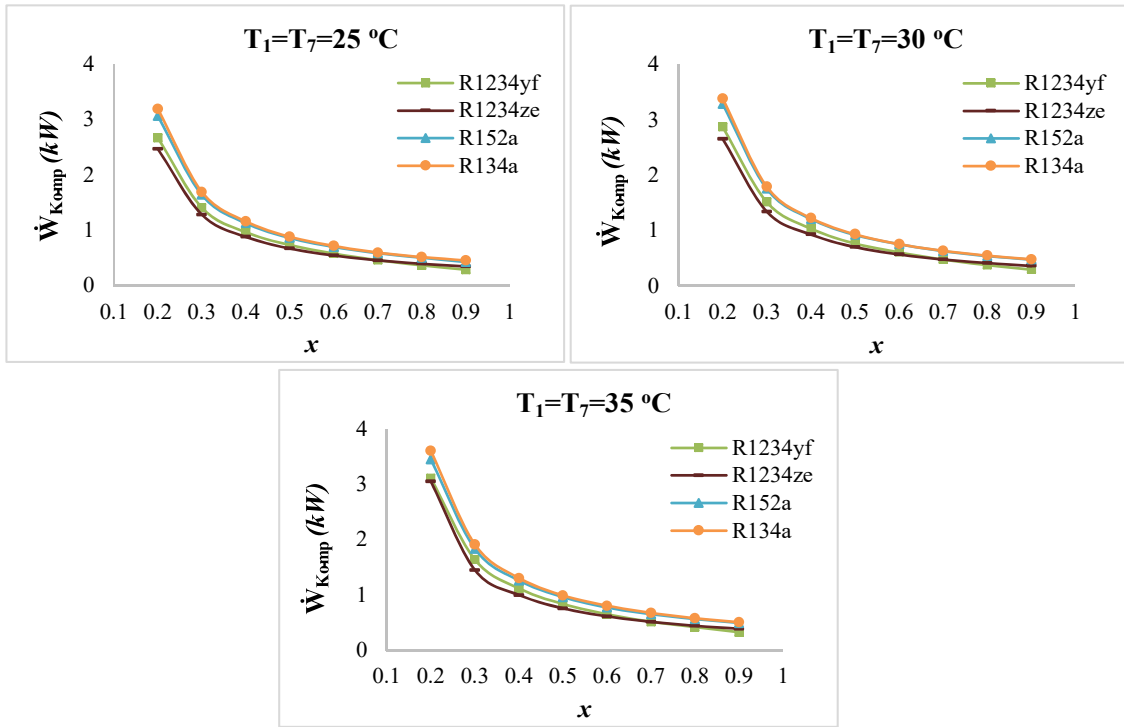 T₁=T₇=25 ºC
4
3
2
1
0
Ẇ_Komp (kW)
R1234yf
R1234ze
R152a
R134a
0.1 0.2 0.3 0.4 0.5 0.6 0.7 0.8 0.9 1
x
T₁=T₇=30 ºC
4
3
2
1
0
Ẇ_Komp (kW)
R1234yf
R1234ze
R152a
R134a
0.1 0.2 0.3 0.4 0.5 0.6 0.7 0.8 0.9 1
x
T₁=T₇=35 ºC
4
3
2
1
0
Ẇ_Komp (kW)
R1234yf
R1234ze
R152a
R134a
0.1 0.2 0.3 0.4 0.5 0.6 0.7 0.8 0.9 1
x